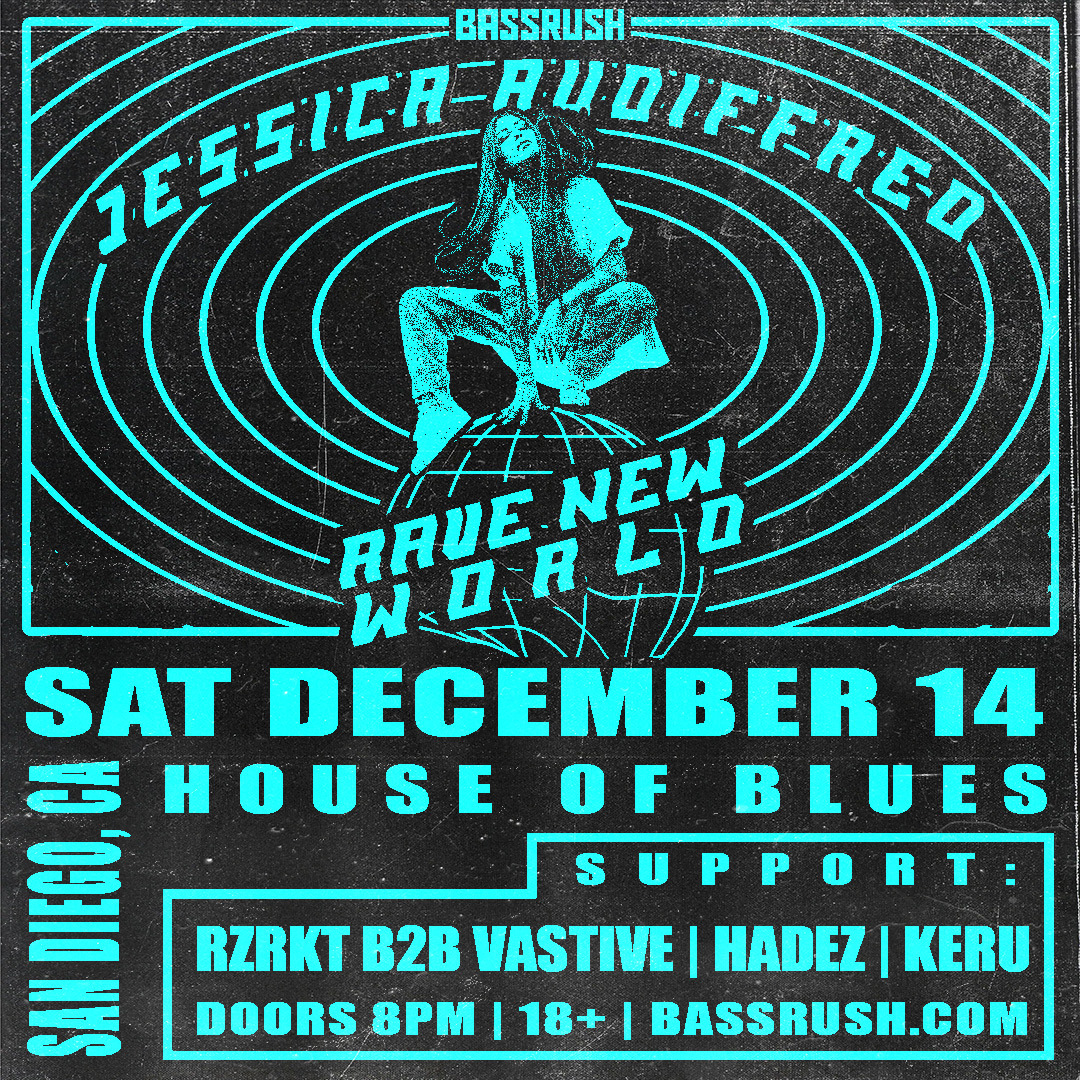 BASSRUSH
JESSICA AUDIFFRED
RAVE NEW
WORLD
SAT DECEMBER 14
HOUSE OF BLUES
SAN DIEGO, CA
SUPPORT:
RZRKT B2B VASTIVE | HADEZ | KERU
DOORS 8PM | 18+ | BASSRUSH.COM